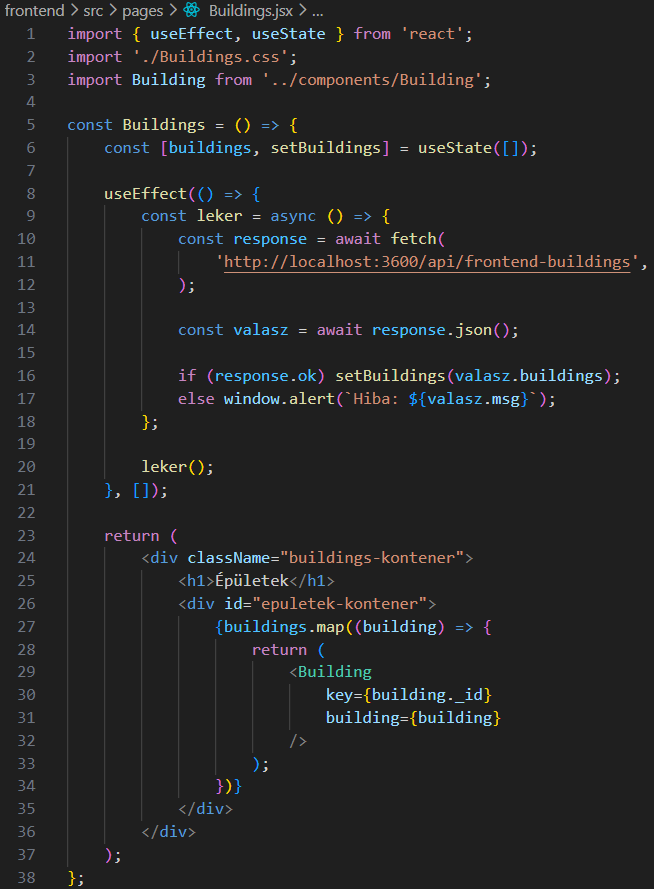 frontend > src > pages > Buildings.jsx > ...
1 import { useEffect, useState } from 'react';
2 import './Buildings.css';
3 import Building from '../components/Building';
4
5 const Buildings = () => {
6     const [buildings, setBuildings] = useState([]);
7
8     useEffect(() => {
9         const leker = async () => {
10             const response = await fetch(
11                 'http://localhost:3600/api/frontend-buildings',
12             );
13
14             const valasz = await response.json();
15
16             if (response.ok) setBuildings(valasz.buildings);
17             else window.alert(`Hiba: ${valasz.msg}`);
18         };
19
20         leker();
21     }, []);
22
23     return (
24         <div className="buildings-kontener">
25             <h1>Épületek</h1>
26             <div id="epuletek-kontener">
27                 {buildings.map((building) => {
28                     return (
29                         <Building
30                             key={building._id}
31                             building={building}
32                         />
33                     );
34                 })}
35             </div>
36         </div>
37     );
38 };